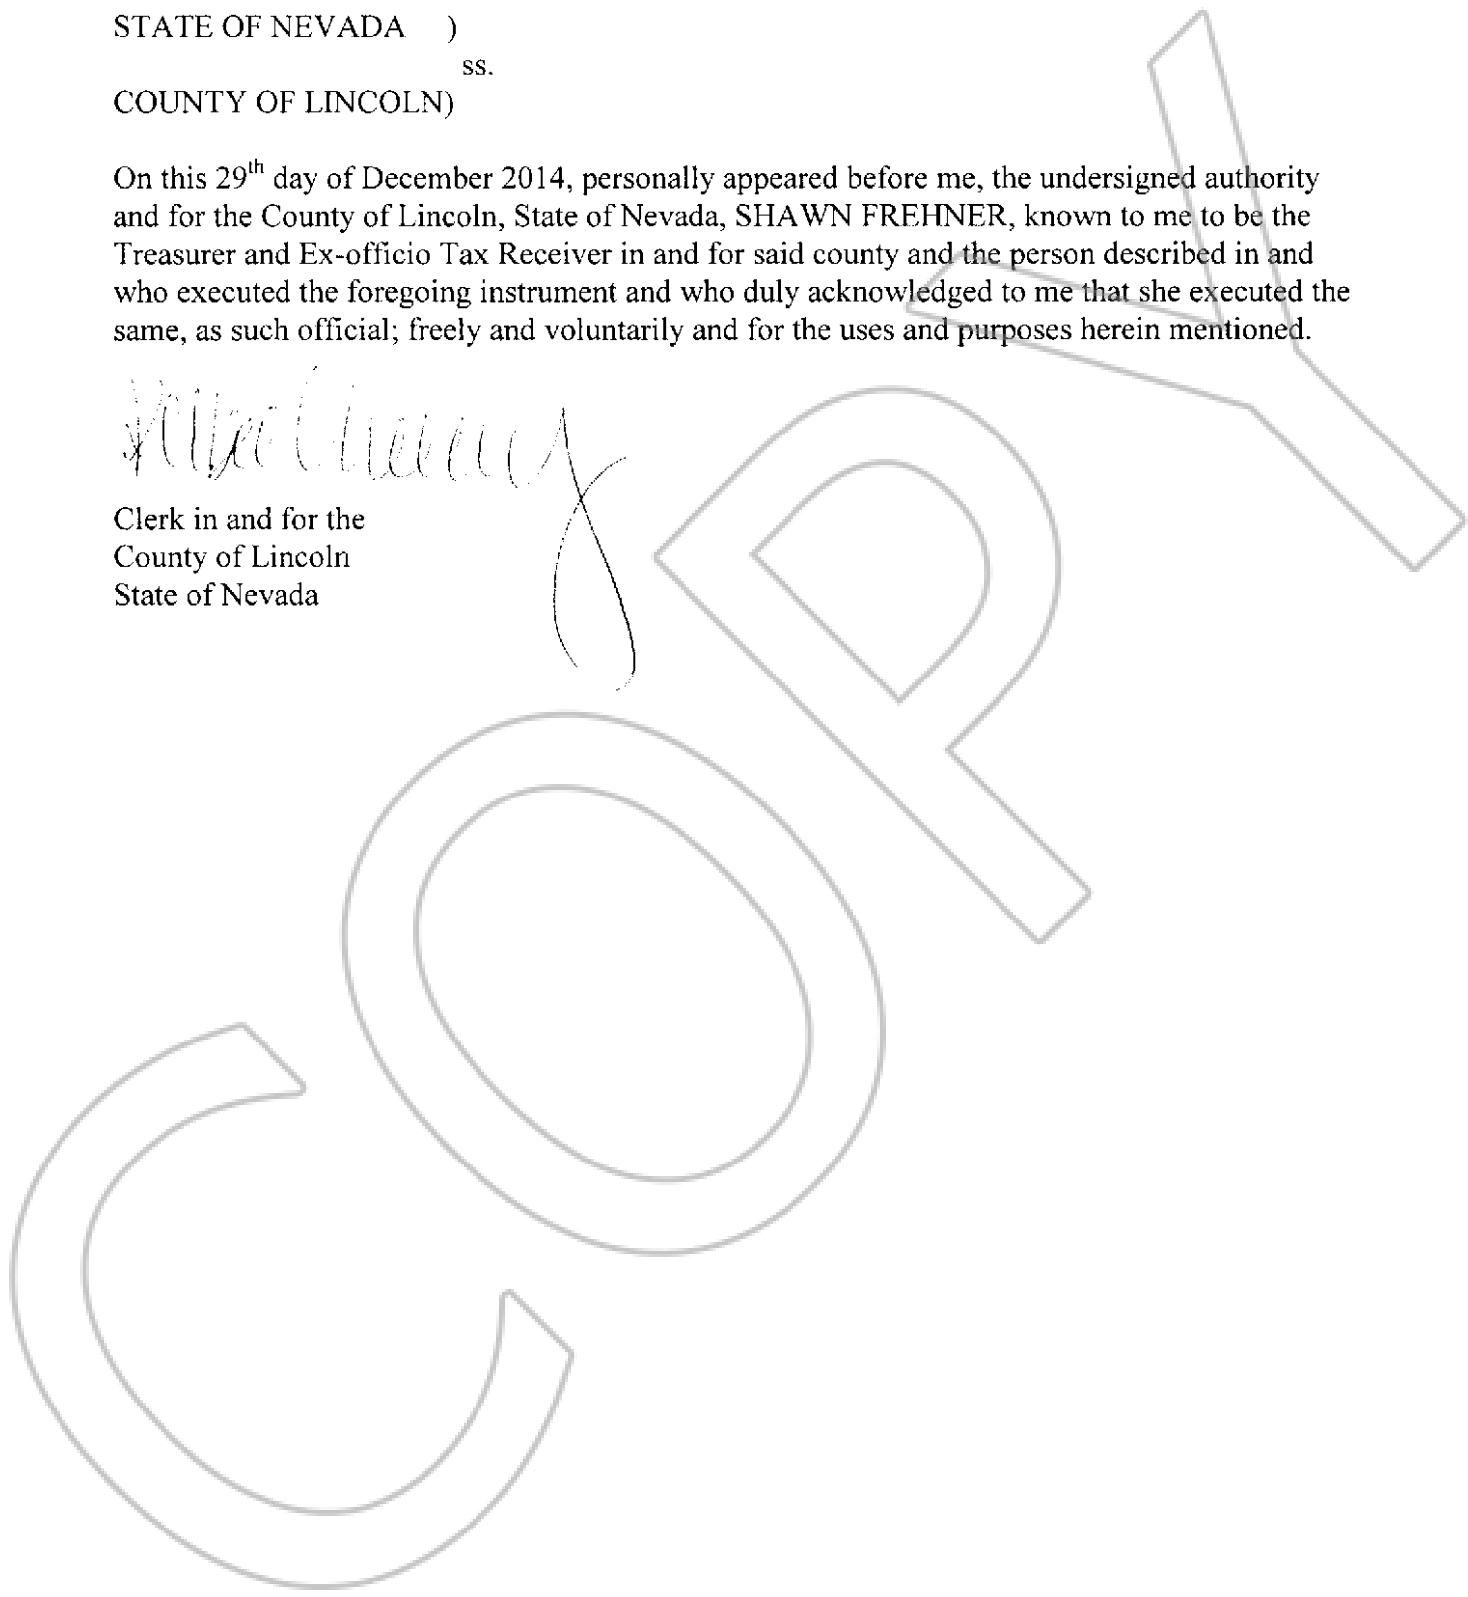 STATE OF NEVADA )
ss.
COUNTY OF LINCOLN)
On this 29th day of December 2014, personally appeared before me, the undersigned authority
and for the County of Lincoln, State of Nevada, SHAWN FREHNER, known to me to be the
Treasurer and Ex-officio Tax Receiver in and for said county and the person described in and
who executed the foregoing instrument and who duly acknowledged to me that she executed the
same, as such official; freely and voluntarily and for the uses and purposes herein mentioned.
Clerk in and for the
County of Lincoln
State of Nevada
COPY